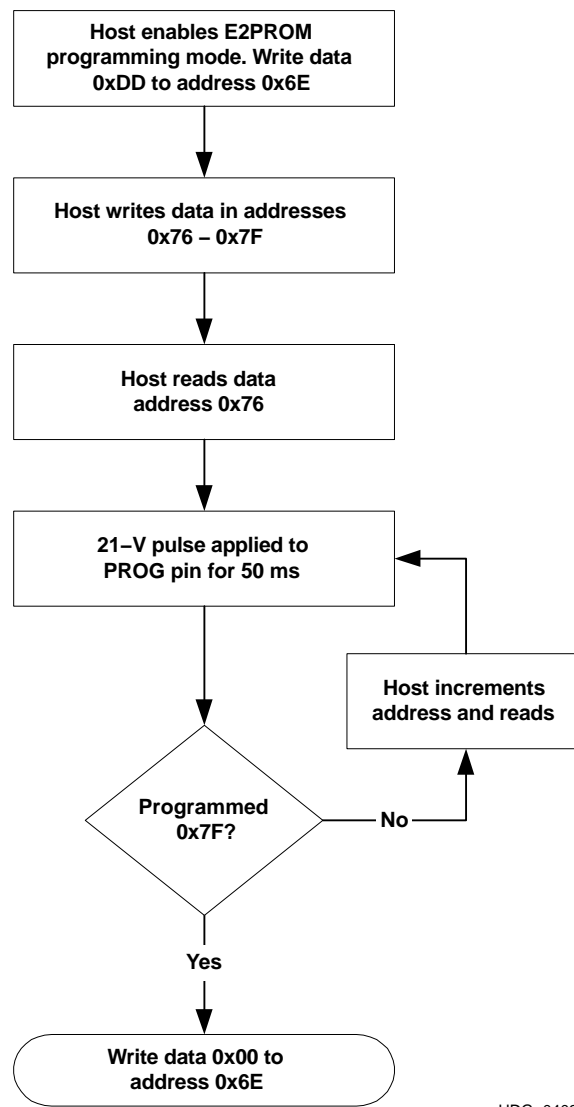 Host enables E2PROM
programming mode. Write data
0xDD to address 0x6E
Host writes data in addresses
0x76 – 0x7F
Host reads data
address 0x76
21–V pulse applied to
PROG pin for 50 ms
Host increments
address and reads
Programmed
0x7F?
No
Yes
Write data 0x00 to
address 0x6E